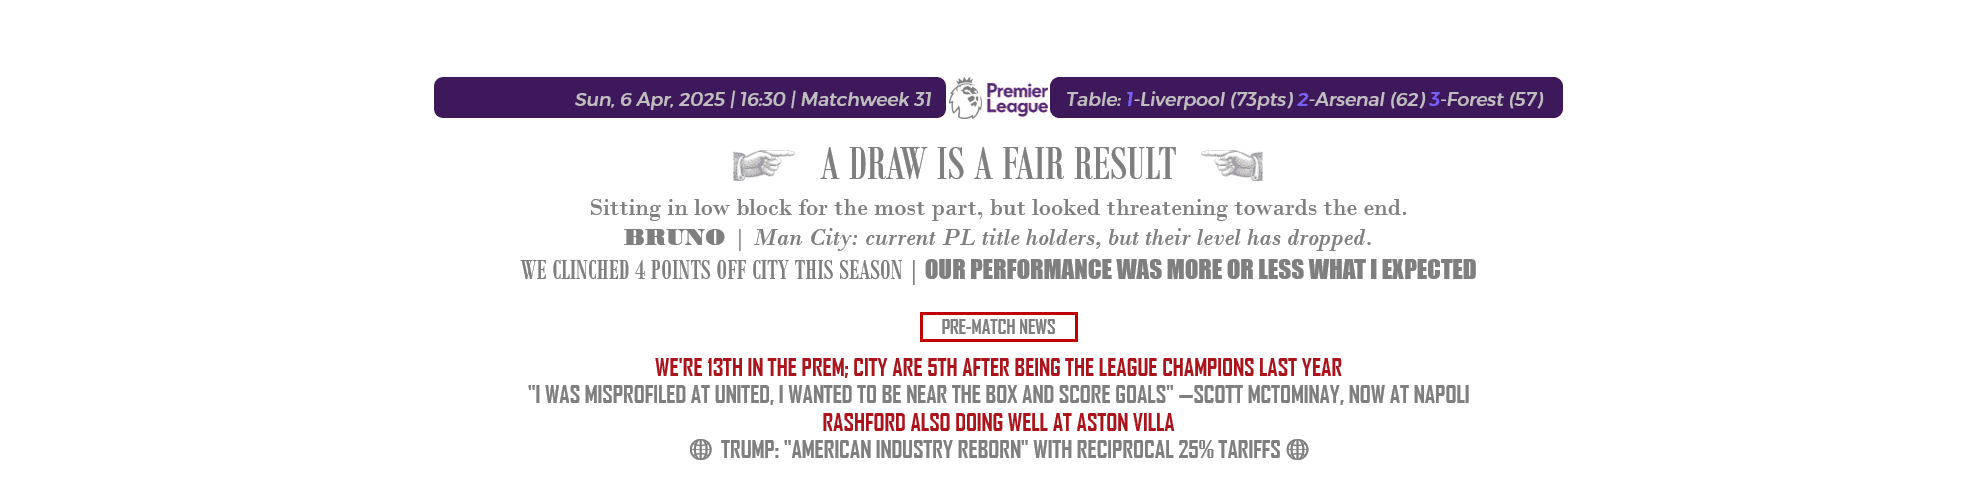 Sun, 6 Apr, 2025 | 16:30 | Matchweek 31
Premier
League
Table: 1-Liverpool (73pts) 2-Arsenal (62) 3-Forest (57)
A DRAW IS A FAIR RESULT
Sitting in low block for the most part, but looked threatening towards the end.
BRUNO | Man City: current PL title holders, but their level has dropped.
WE CLINCHED 4 POINTS OFF CITY THIS SEASON | OUR PERFORMANCE WAS MORE OR LESS WHAT I EXPECTED
PRE-MATCH NEWS
WE'RE 13TH IN THE PREM; CITY ARE 5TH AFTER BEING THE LEAGUE CHAMPIONS LAST YEAR
"I WAS MISPROFILED AT UNITED, I WANTED TO BE NEAR THE BOX AND SCORE GOALS" —SCOTT MCTOMINAY, NOW AT NAPOLI
RASHFORD ALSO DOING WELL AT ASTON VILLA
TRUMP: "AMERICAN INDUSTRY REBORN" WITH RECIPROCAL 25% TARIFFS